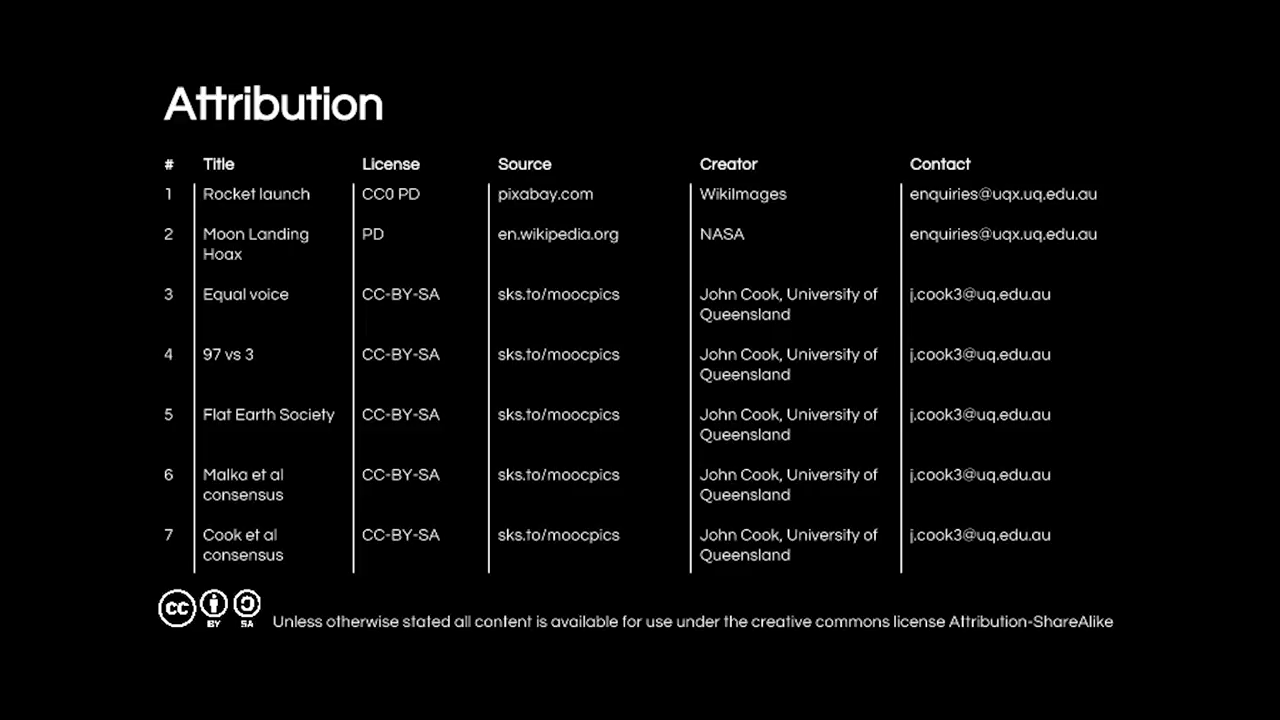 Attribution
# Title License Source Creator Contact
1 Rocket launch CC0 PD pixabay.com WikiImages enquiries@uqx.uq.edu.au
2 Moon Landing PD en.wikipedia.org NASA enquiries@uqx.uq.edu.au
Hoax
3 Equal voice CC-BY-SA sks.to/moocpics John Cook, University of j.cook3@uq.edu.au
Queensland
4 97 vs 3 CC-BY-SA sks.to/moocpics John Cook, University of j.cook3@uq.edu.au
Queensland
5 Flat Earth Society CC-BY-SA sks.to/moocpics John Cook, University of j.cook3@uq.edu.au
Queensland
6 Malka et al CC-BY-SA sks.to/moocpics John Cook, University of j.cook3@uq.edu.au
consensus Queensland
7 Cook et al CC-BY-SA sks.to/moocpics John Cook, University of j.cook3@uq.edu.au
consensus Queensland
cc BY SA Unless otherwise stated all content is available for use under the creative commons license Attribution-ShareAlike